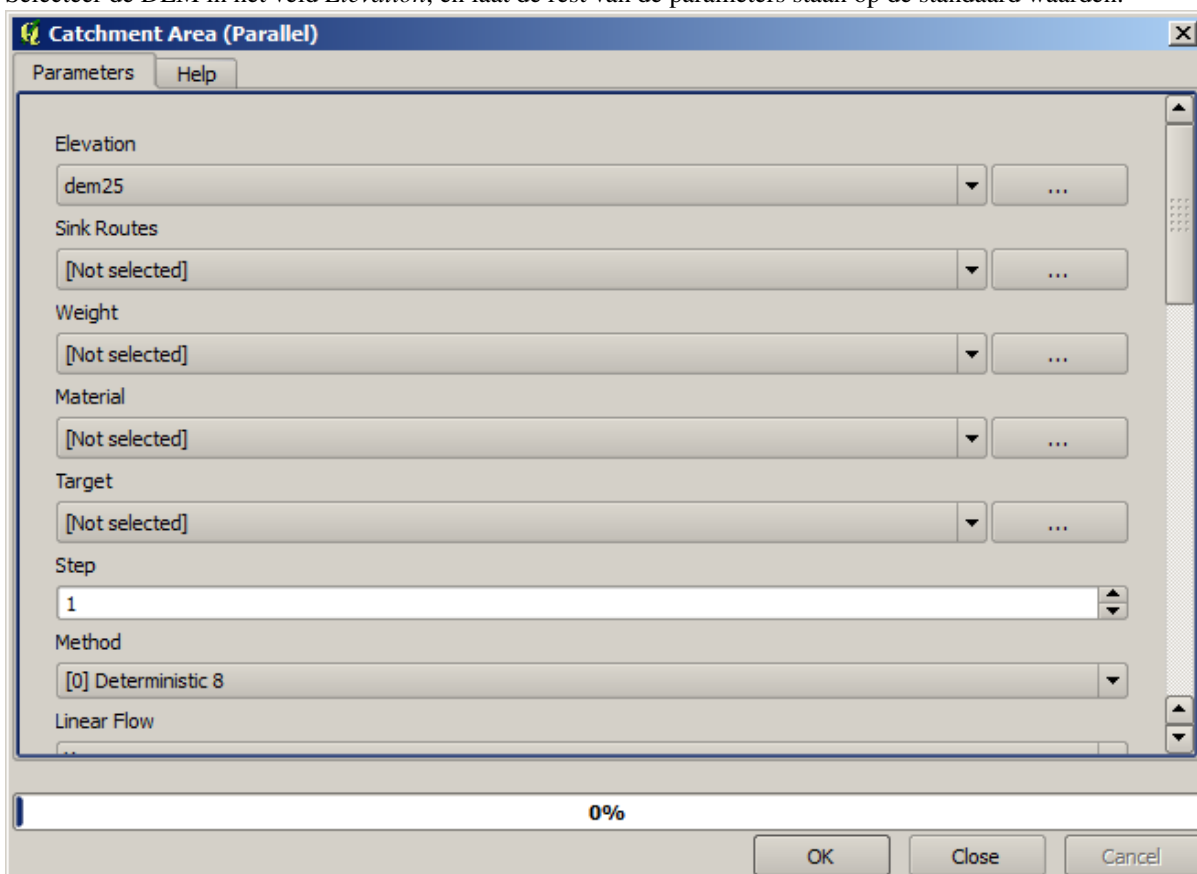 Selecteer de DEM in het veld Elevation, en laat de rest van de parameters staan op de standaard waarden.
Catchment Area (Parallel)
Parameters
Help
Elevation
dem25
...
Sink Routes
[Not selected]
...
Weight
[Not selected]
...
Material
[Not selected]
...
Target
[Not selected]
...
Step
1
Method
[0] Deterministic 8
Linear Flow
0%
OK
Close
Cancel